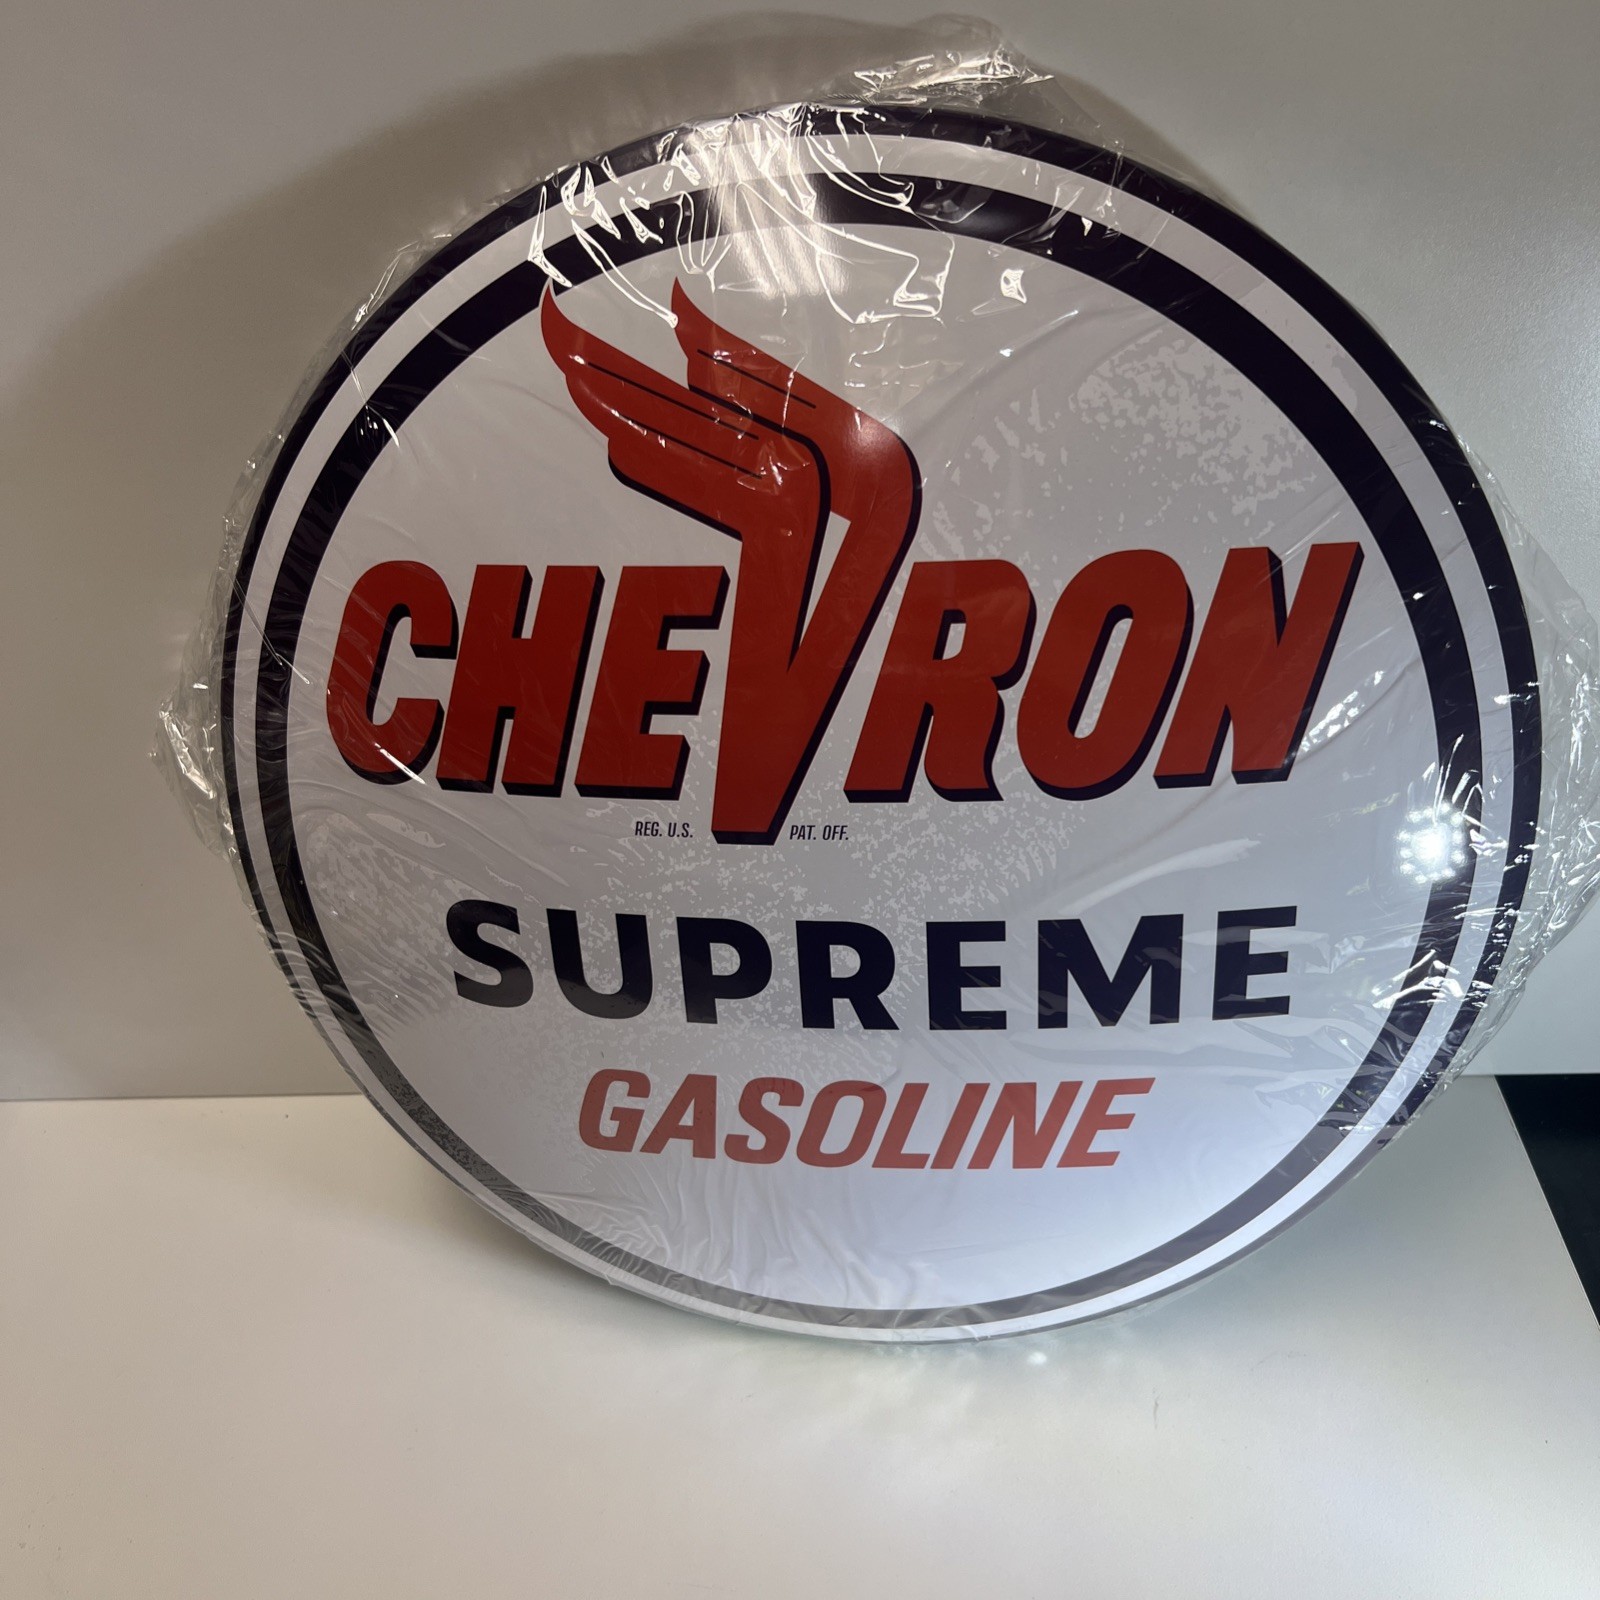 CHEVRON
REG. U.S. PAT. OFF.
SUPREME
GASOLINE